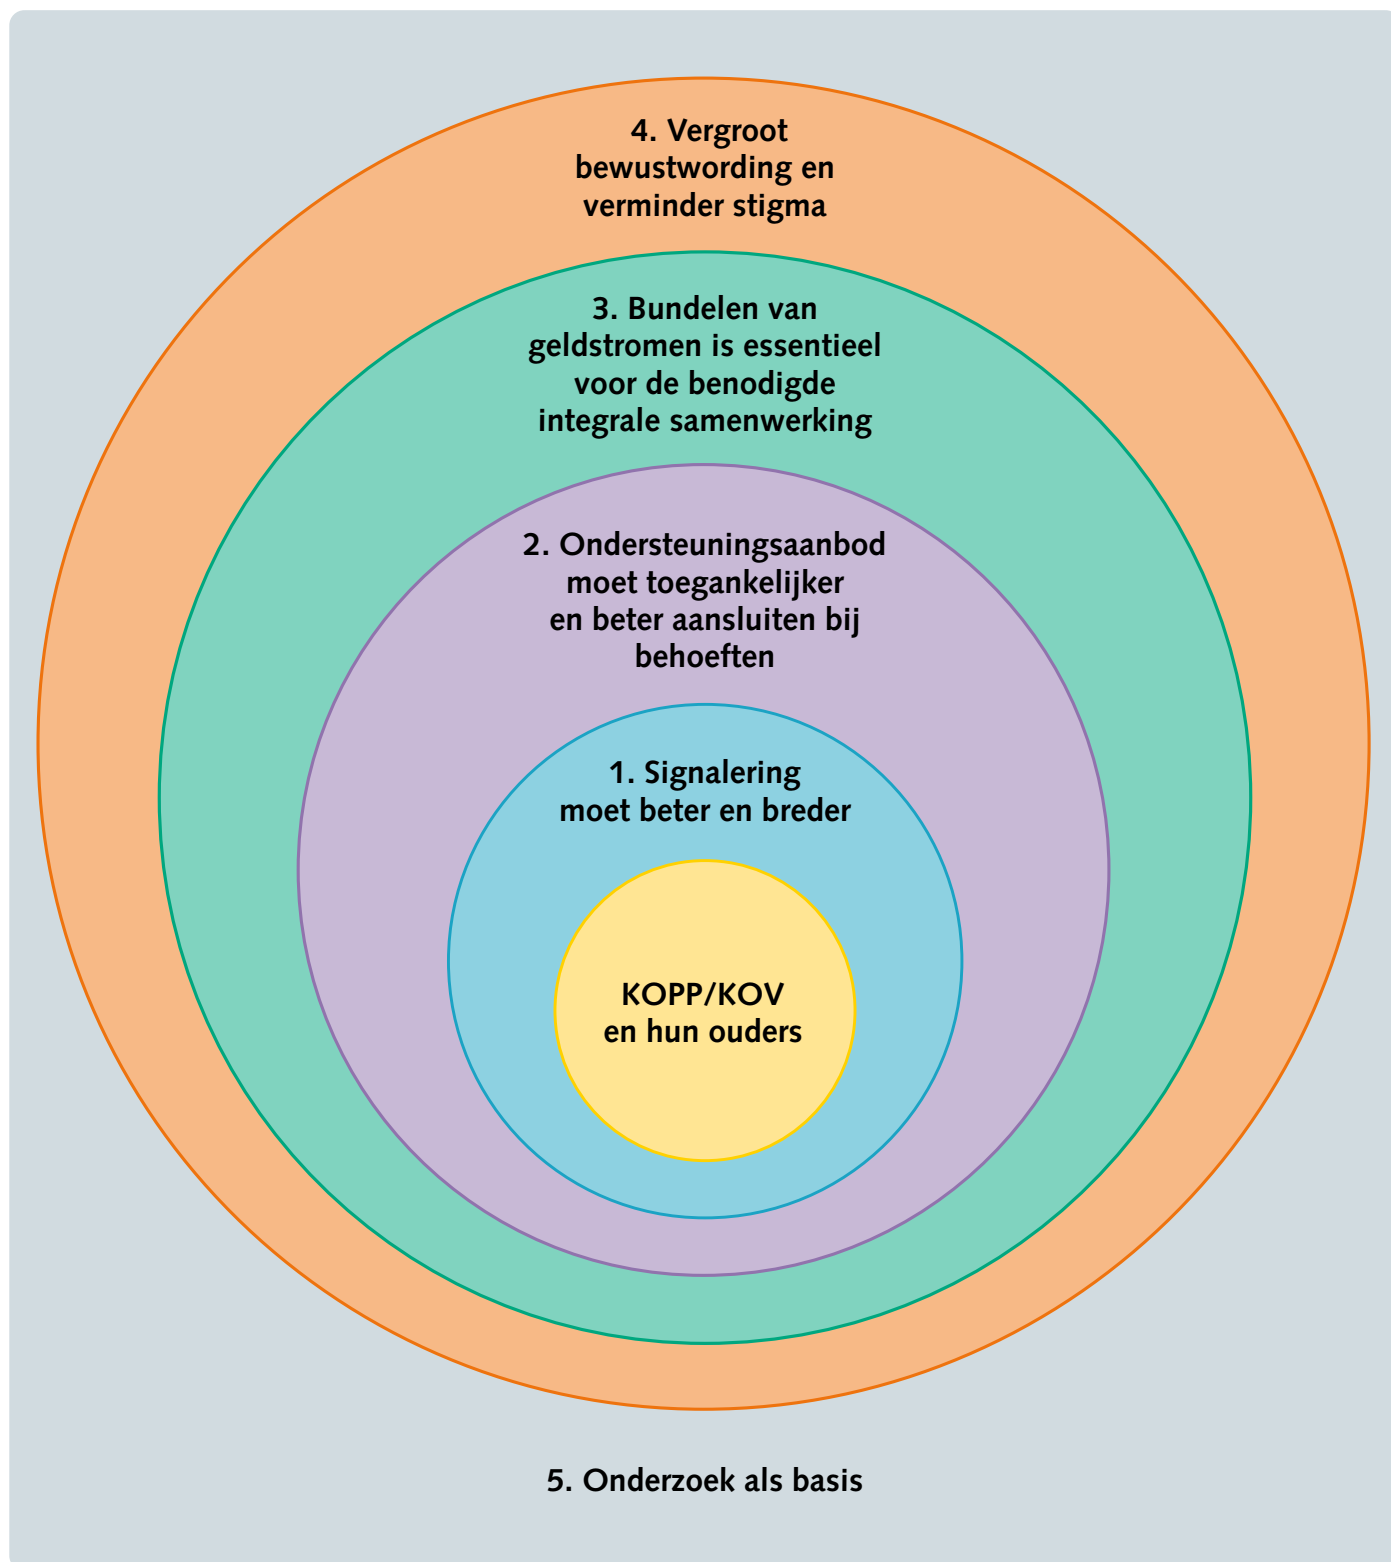 4. Vergroot
bewustwording en
verminder stigma
3. Bundelen van
geldstromen is essentieel
voor de benodigde
integrale samenwerking
2. Ondersteuningsaanbod
moet toegankelijker
en beter aansluiten bij
behoeften
1. Signalering
moet beter en breder
KOPP/KOV
en hun ouders
5. Onderzoek als basis